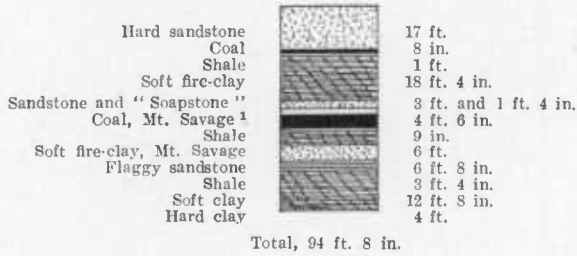 Hard sandstone 17 ft.
Coal 8 in.
Shale 1 ft.
Soft fire-clay 18 ft. 4 in.
Sandstone and "Soapstone" 3 ft. and 1 ft. 4 in.
Coal, Mt. Savage ¹ 4 ft. 6 in.
Shale 9 in.
Soft fire-clay, Mt. Savage 6 ft.
Flaggy sandstone 6 ft. 8 in.
Shale 3 ft. 4 in.
Soft clay 12 ft. 8 in.
Hard clay 4 ft.
Total, 94 ft. 8 in.